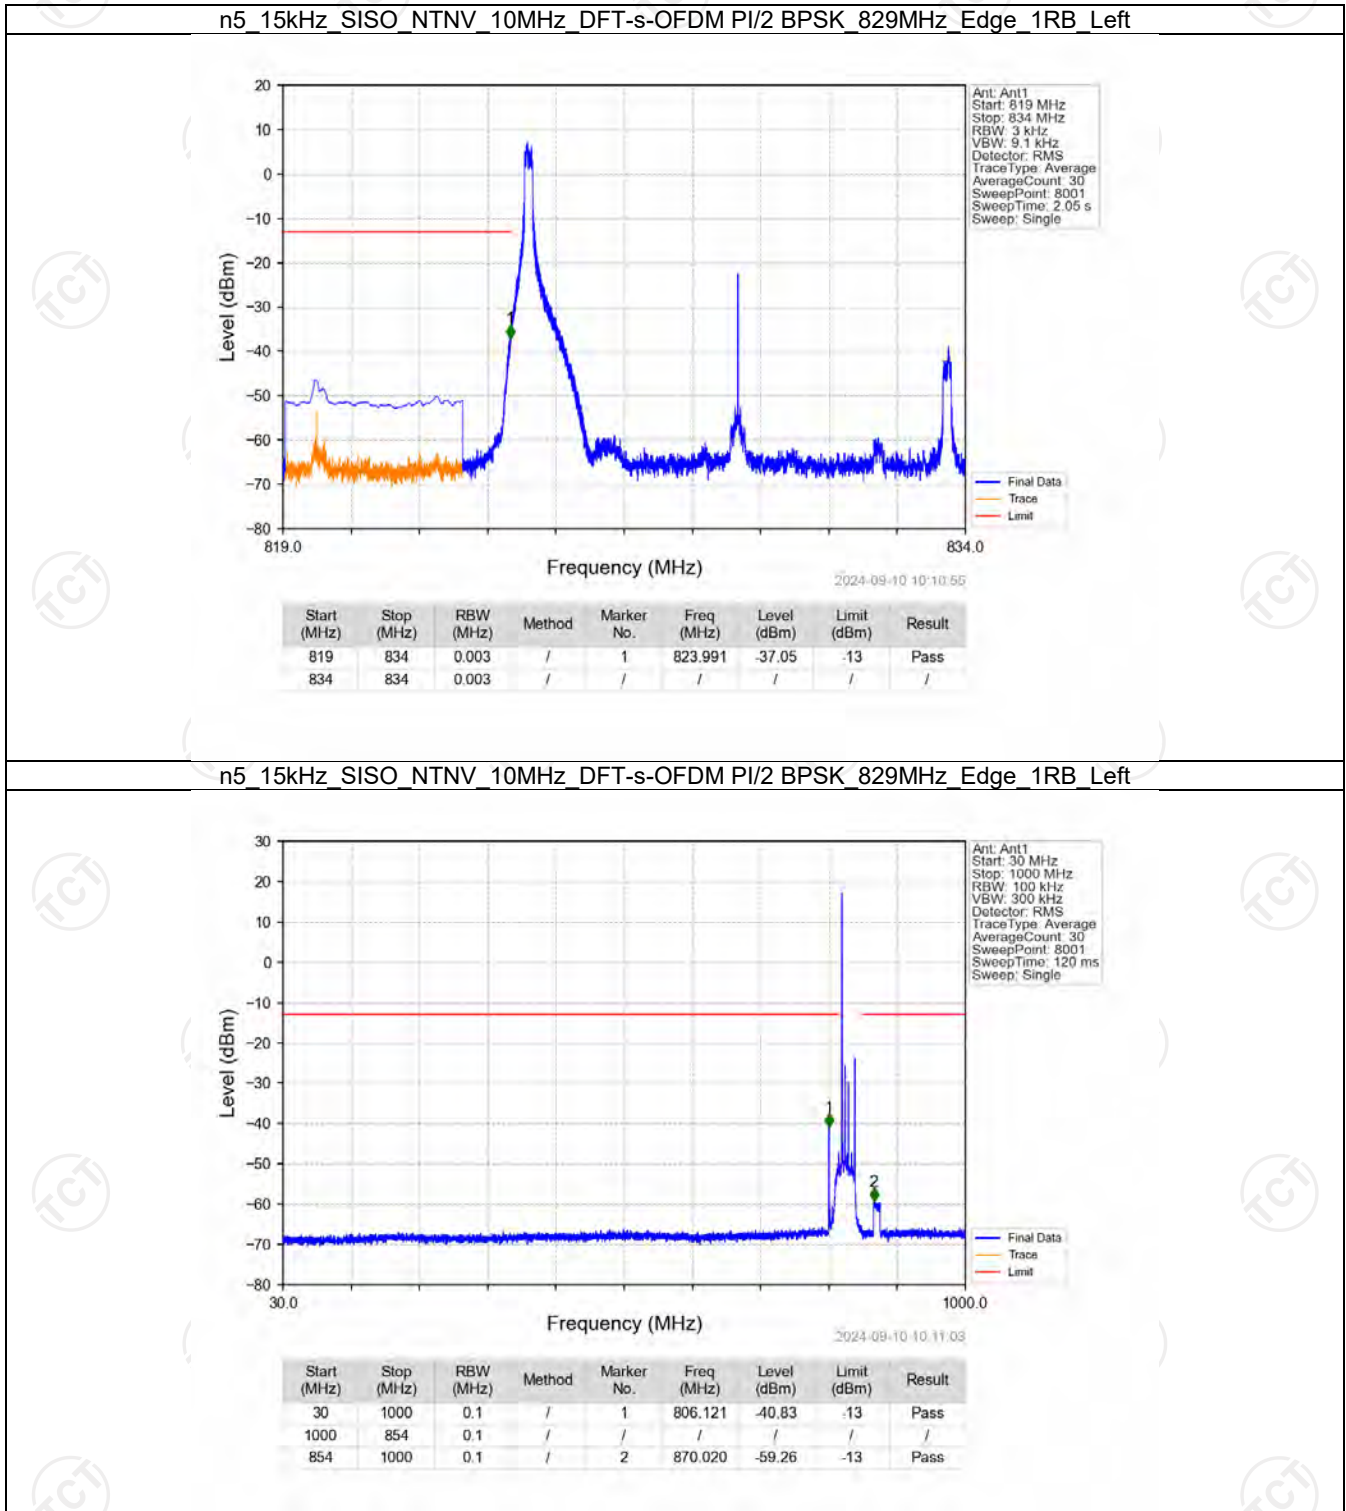 n5_15kHz_SISO_NTNV_10MHz_DFT-s-OFDM PI/2 BPSK_829MHz_Edge_1RB_Left
20
10
0
−10
−20
−30
−40
−50
−60
−70
−80
Level (dBm)
1
819.0
834.0
Frequency (MHz)
Ant: Ant1
Start: 819 MHz
Stop: 834 MHz
RBW: 3 kHz
VBW: 9.1 kHz
Detector: RMS
TraceType: Average
AverageCount: 30
SweepPoint: 8001
SweepTime: 2.05 s
Sweep: Single
Final Data
Trace
Limit
2024-09-10 10:10:55
Start (MHz) Stop (MHz) RBW (MHz) Method Marker No. Freq (MHz) Level (dBm) Limit (dBm) Result
819 834 0.003 / 1 823.991 -37.05 -13 Pass
834 834 0.003 / / / / / /
n5_15kHz_SISO_NTNV_10MHz_DFT-s-OFDM PI/2 BPSK_829MHz_Edge_1RB_Left
30
20
10
0
−10
−20
−30
−40
−50
−60
−70
−80
Level (dBm)
1
2
30.0
1000.0
Frequency (MHz)
Ant: Ant1
Start: 30 MHz
Stop: 1000 MHz
RBW: 100 kHz
VBW: 300 kHz
Detector: RMS
TraceType: Average
AverageCount: 30
SweepPoint: 8001
SweepTime: 120 ms
Sweep: Single
Final Data
Trace
Limit
2024-09-10 10:11:03
Start (MHz) Stop (MHz) RBW (MHz) Method Marker No. Freq (MHz) Level (dBm) Limit (dBm) Result
30 1000 0.1 / 1 806.121 -40.83 -13 Pass
1000 854 0.1 / / / / / /
854 1000 0.1 / 2 870.020 -59.26 -13 Pass
TCT
TCT
TCT
TCT
TCT
TCT
TCT
TCT
TCT
TCT